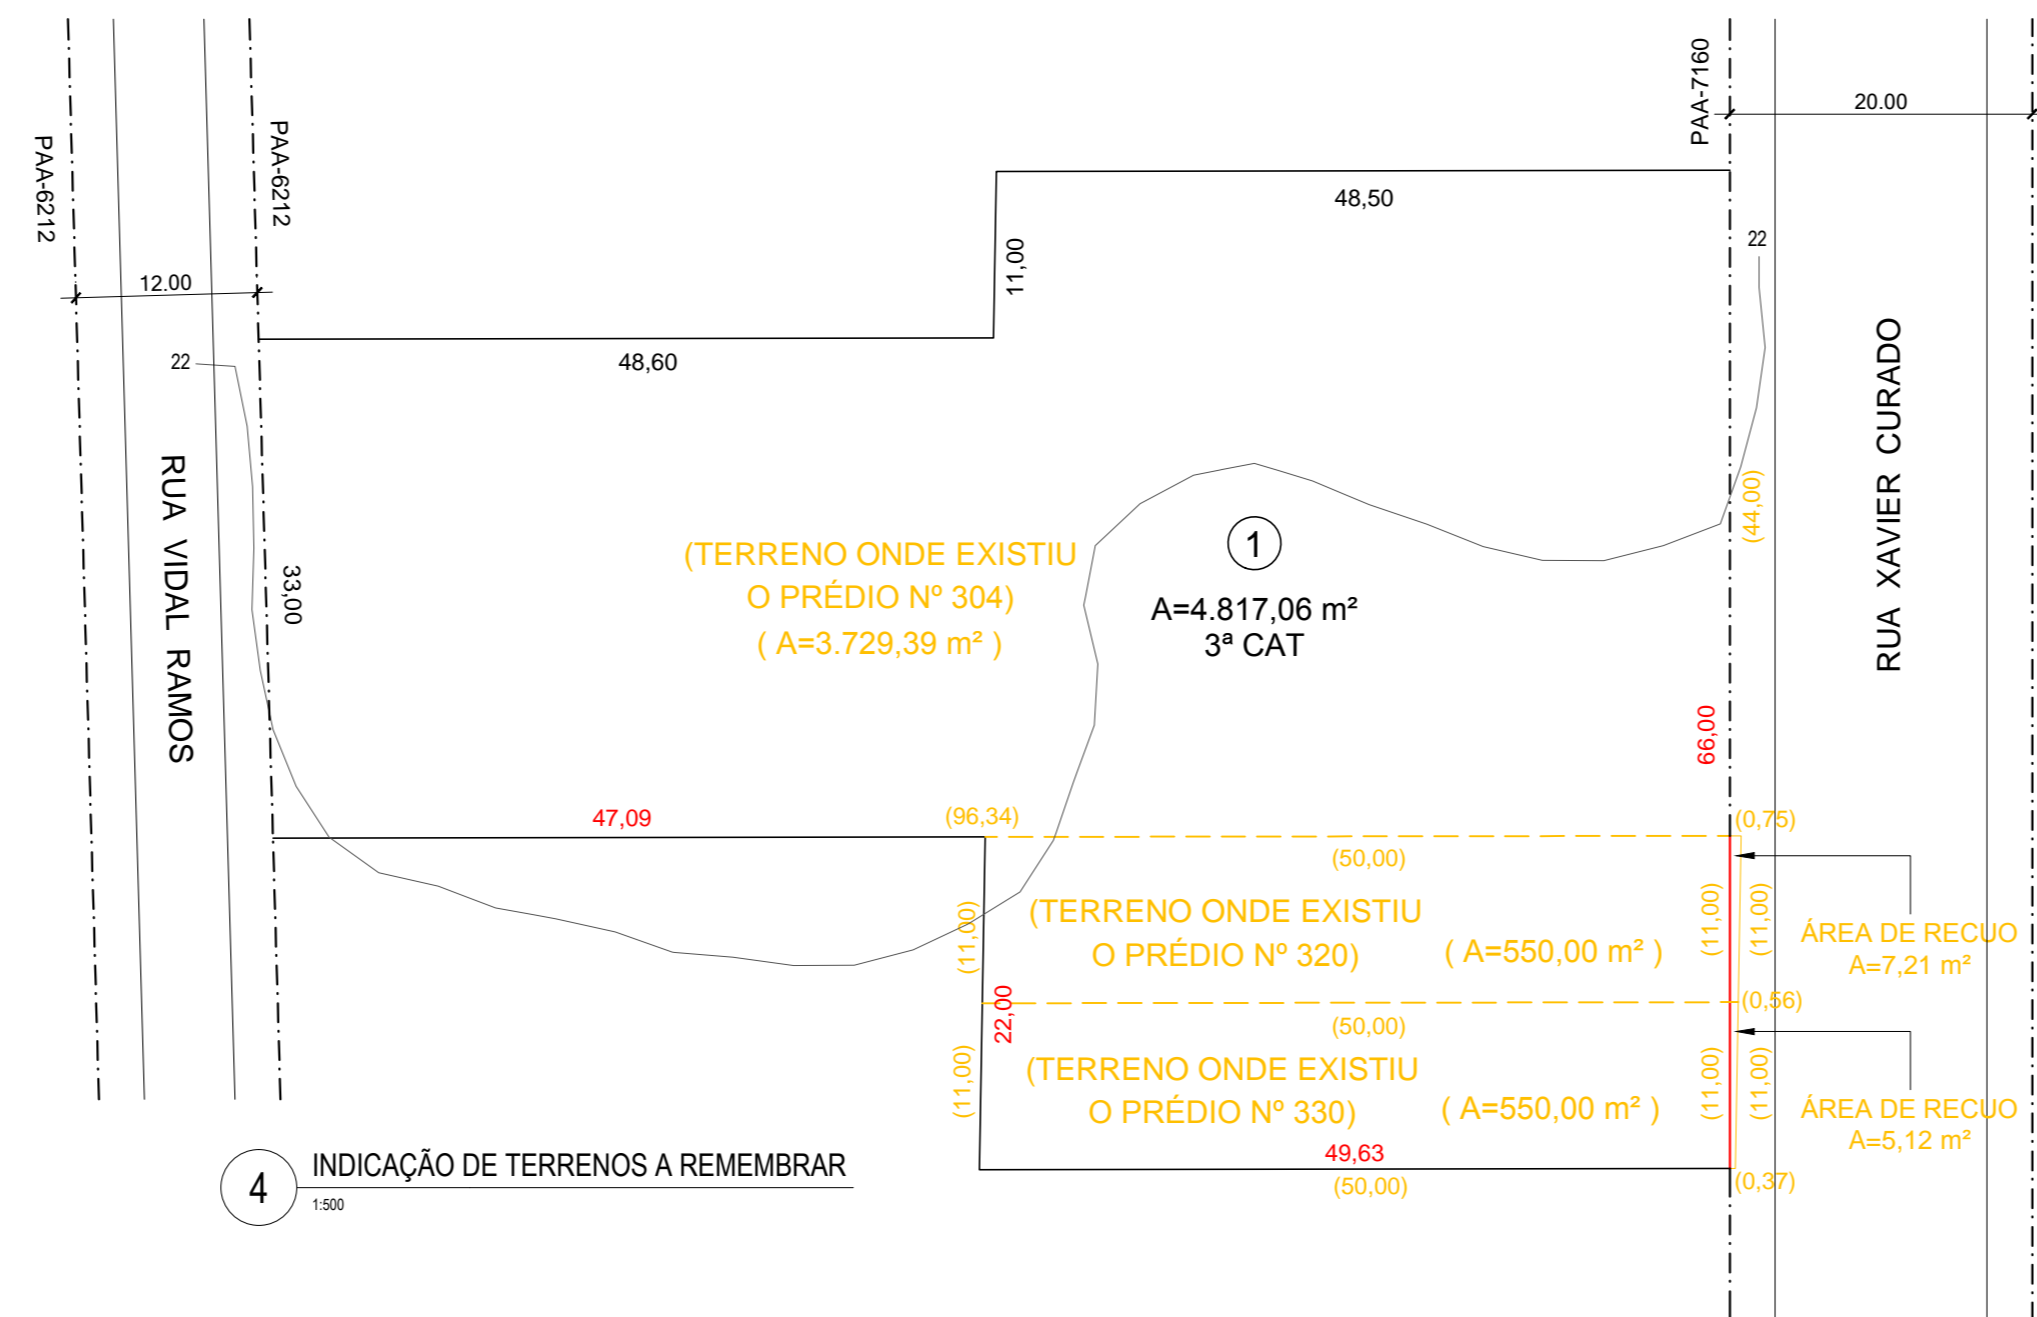 PAA-6212
PAA-6212
PAA-7160
20.00
12.00
48,50
11,00
22
22
48,60
RUA VIDAL RAMOS
33,00
(TERRENO ONDE EXISTIU
O PRÉDIO Nº 304)
( A=3.729,39 m² )
1
A=4.817,06 m²
3ª CAT
(44,00)
RUA XAVIER CURADO
66,00
47,09
(96,34)
(0,75)
(50,00)
(11,00)
(TERRENO ONDE EXISTIU
O PRÉDIO Nº 320)
( A=550,00 m² )
(11,00)
(11,00)
ÁREA DE RECUO
A=7,21 m²
22,00
(0,56)
(50,00)
(11,00)
(TERRENO ONDE EXISTIU
O PRÉDIO Nº 330)
( A=550,00 m² )
(11,00)
(11,00)
ÁREA DE RECUO
A=5,12 m²
49,63
(50,00)
(0,37)
4
INDICAÇÃO DE TERRENOS A REMEMBRAR
1:500